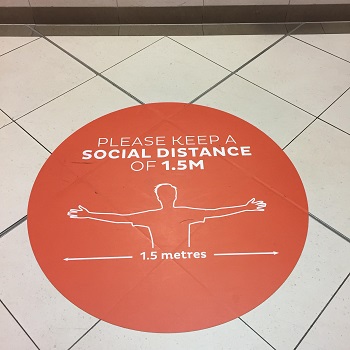 PLEASE KEEP A
SOCIAL DISTANCE
OF 1.5M
1.5 metres